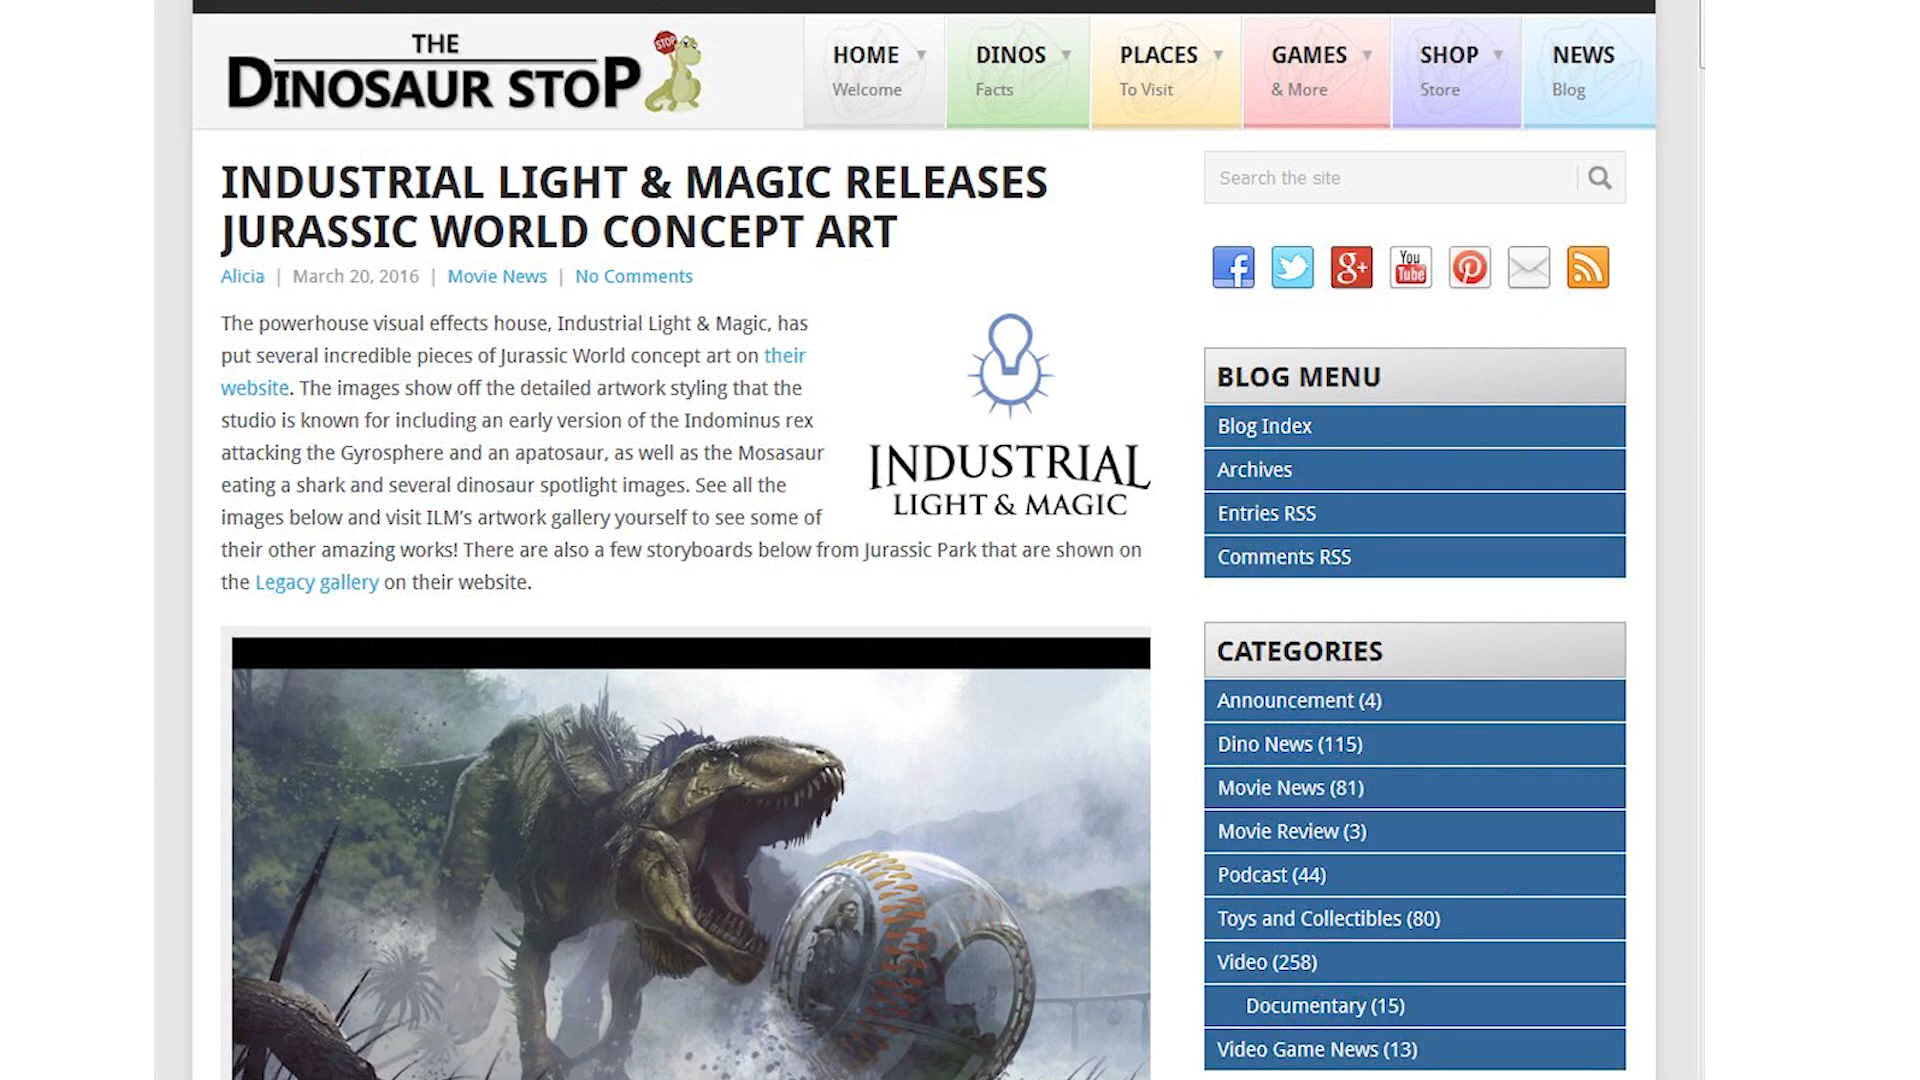 THE
DINOSAUR STOP
STOP
HOME
Welcome
DINOS
Facts
PLACES
To Visit
GAMES
& More
SHOP
Store
NEWS
Blog
INDUSTRIAL LIGHT & MAGIC RELEASES
JURASSIC WORLD CONCEPT ART
Alicia | March 20, 2016 | Movie News | No Comments
The powerhouse visual effects house, Industrial Light & Magic, has
put several incredible pieces of Jurassic World concept art on their
website. The images show off the detailed artwork styling that the
studio is known for including an early version of the Indominus rex
attacking the Gyrosphere and an apatosaur, as well as the Mosasaur
eating a shark and several dinosaur spotlight images. See all the
images below and visit ILM's artwork gallery yourself to see some of
their other amazing works! There are also a few storyboards below from Jurassic Park that are shown on
the Legacy gallery on their website.
INDUSTRIAL
LIGHT & MAGIC
Search the site
f
g+
You
Tube
BLOG MENU
Blog Index
Archives
Entries RSS
Comments RSS
CATEGORIES
Announcement (4)
Dino News (115)
Movie News (81)
Movie Review (3)
Podcast (44)
Toys and Collectibles (80)
Video (258)
Documentary (15)
Video Game News (13)